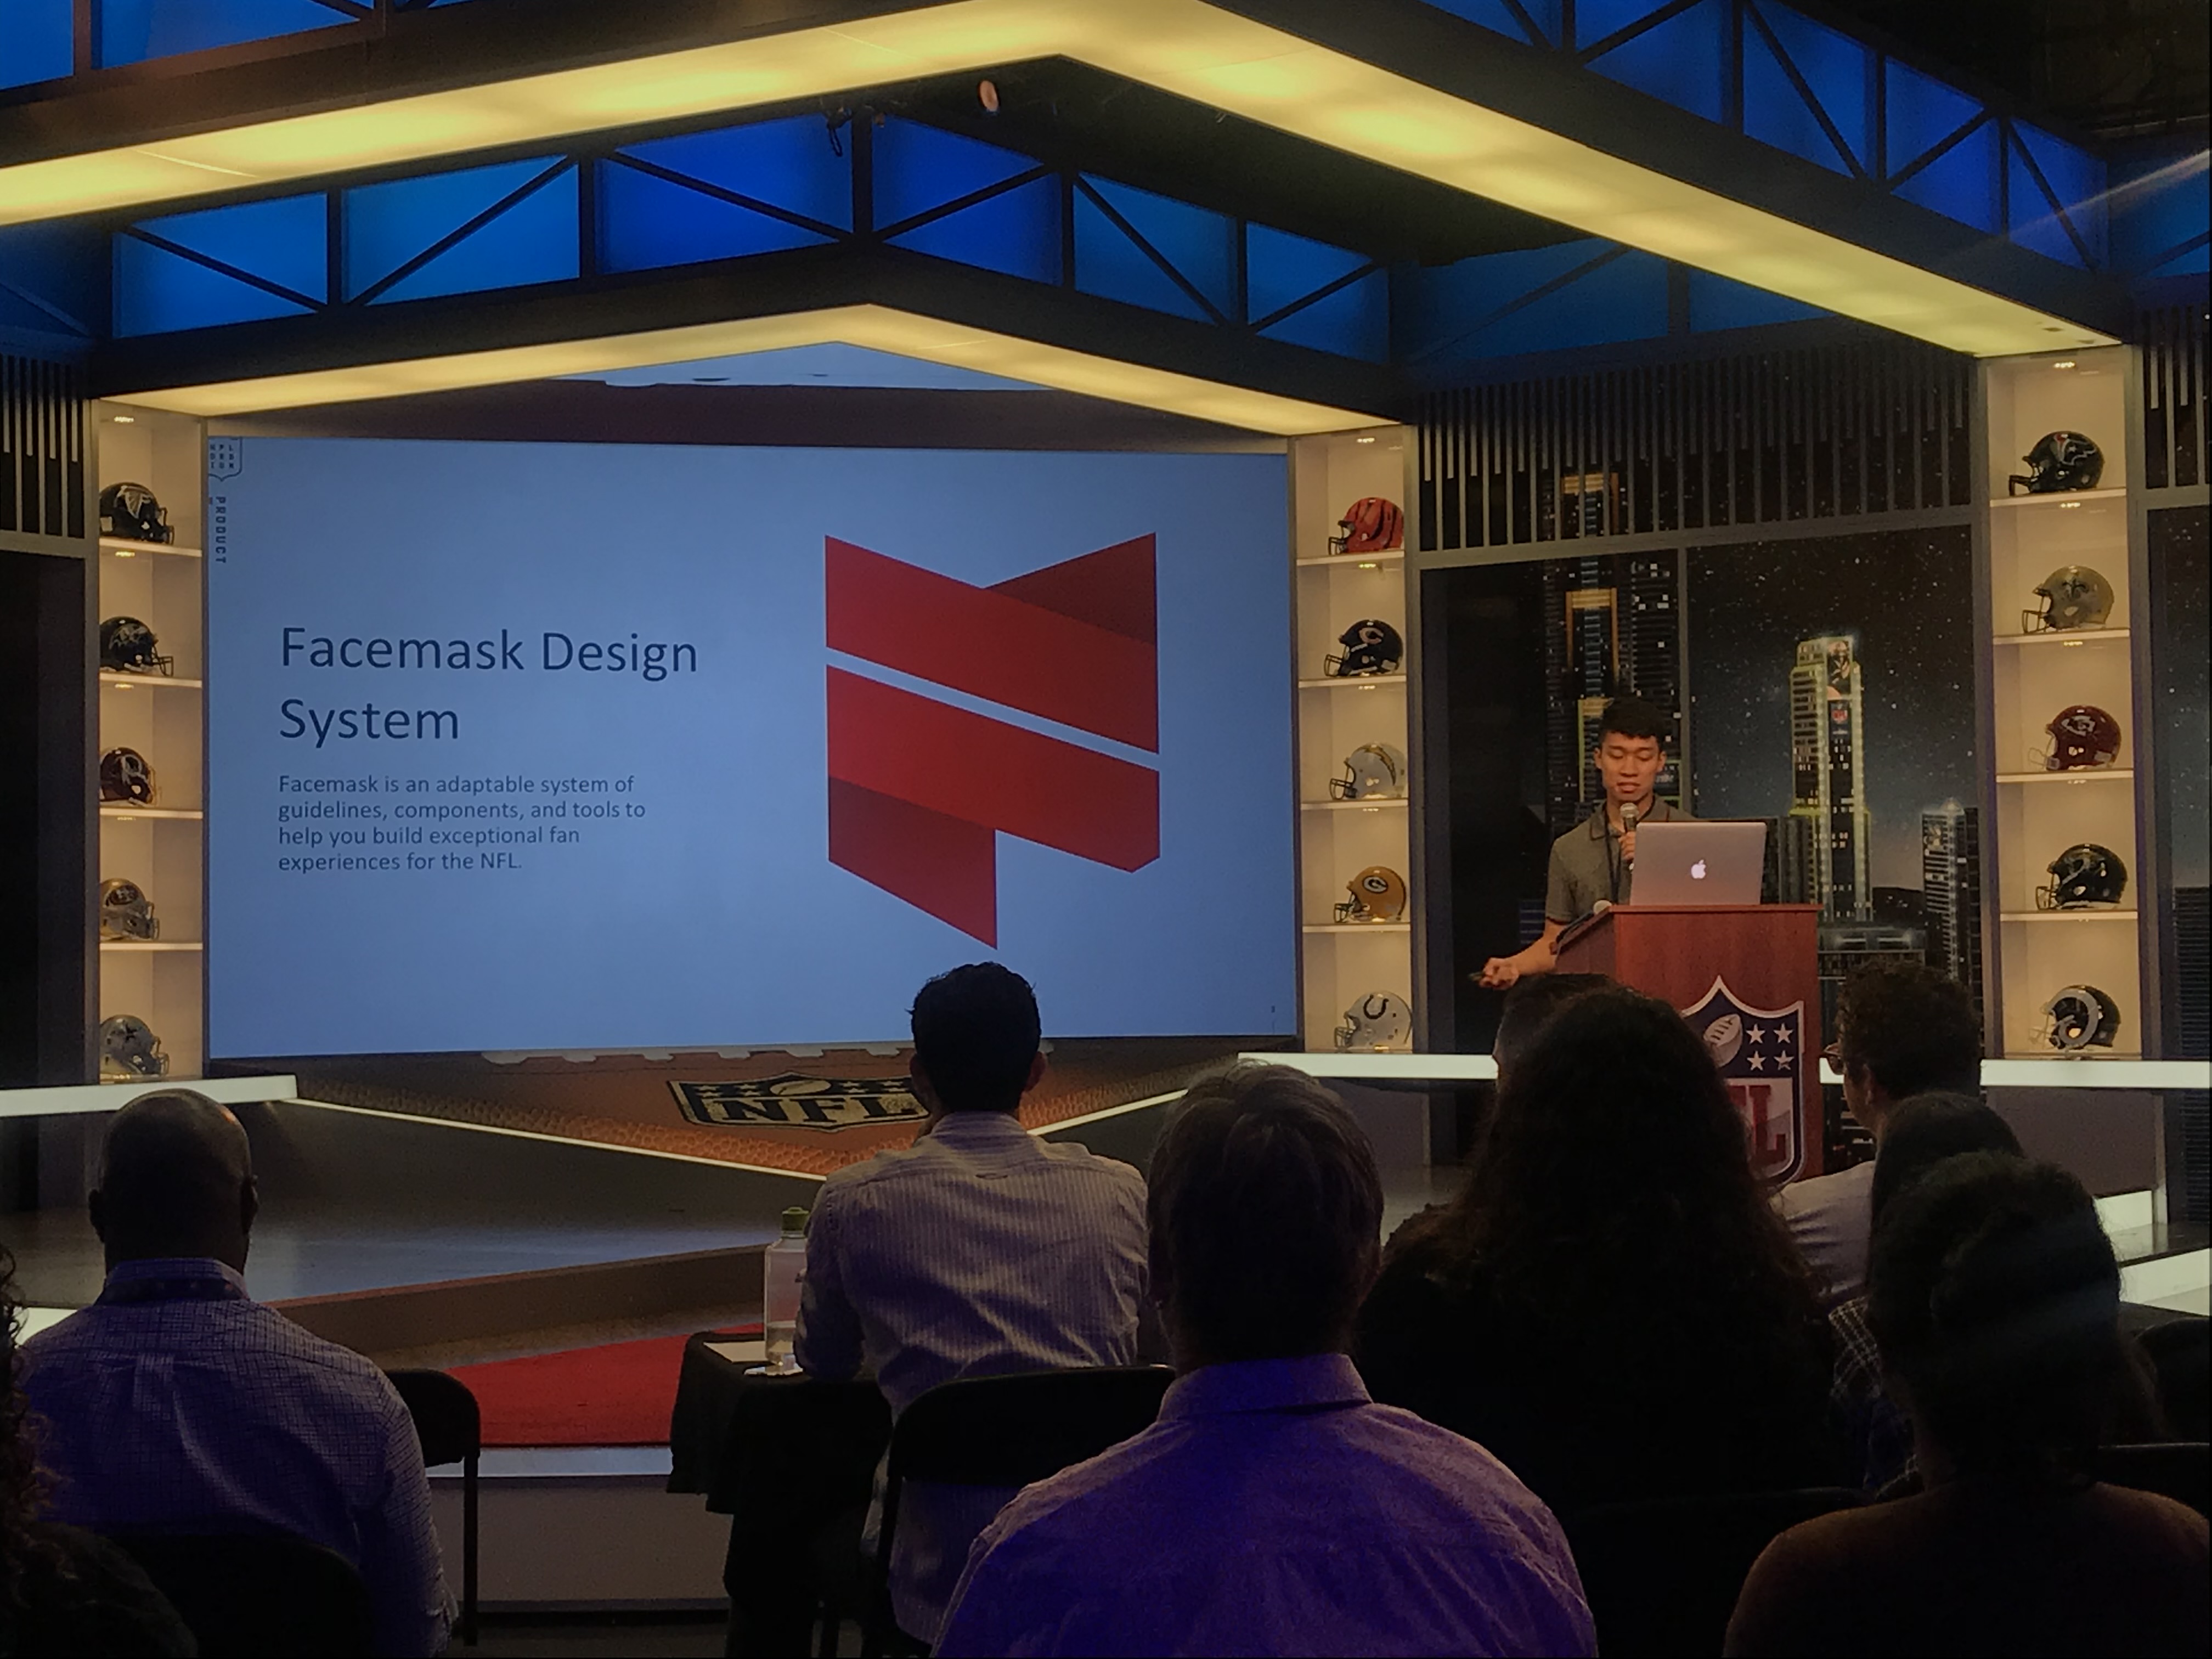 PRODUCT
Facemask Design
System
Facemask is an adaptable system of
guidelines, components, and tools to
help you build exceptional fan
experiences for the NFL.
NFL